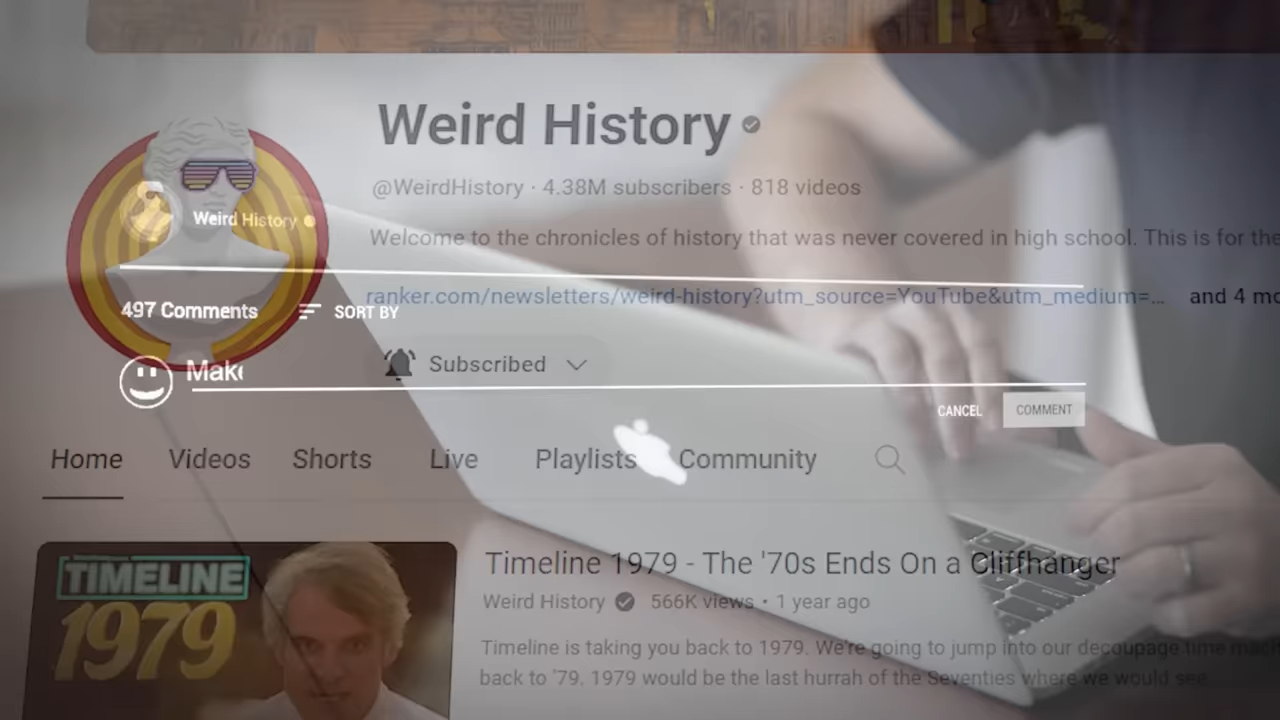 Weird History
@WeirdHistory · 4.38M subscribers · 818 videos
Weird History
Welcome to the chronicles of history that was never covered in high school. This is for the
ranker.com/newsletters/weird-history?utm_source=YouTube&utm_medium=... and 4 mo
497 Comments SORT BY
Make
Subscribed
CANCEL COMMENT
Home Videos Shorts Live Playlists Community
TIMELINE
1979
Timeline 1979 - The '70s Ends On a Cliffhanger
Weird History 566K views • 1 year ago
Timeline is taking you back to 1979. We're going to jump into our decoupage time mach
back to '79. 1979 would be the last hurrah of the Seventies where we would see